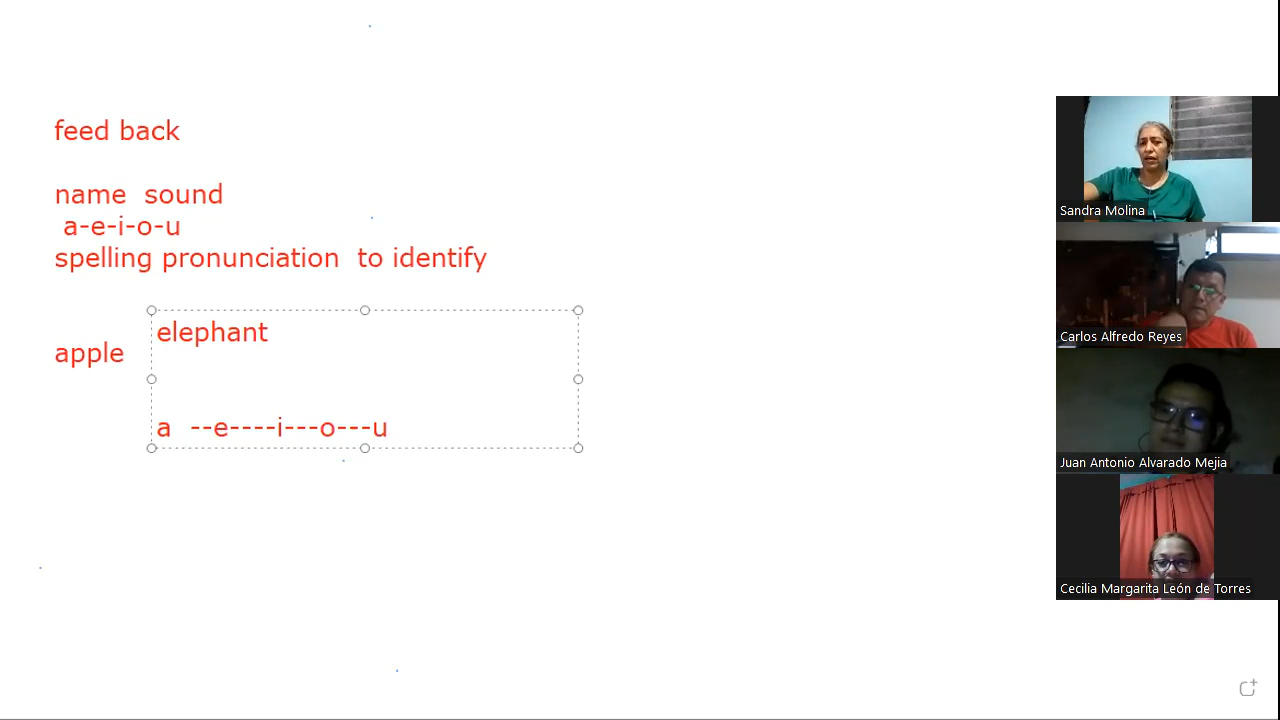 feed back
name sound
a-e-i-o-u
spelling pronunciation to identify
elephant
apple
a --e----i---o---u
Sandra Molina
Carlos Alfredo Reyes
Juan Antonio Alvarado Mejia
Cecilia Margarita León de Torres